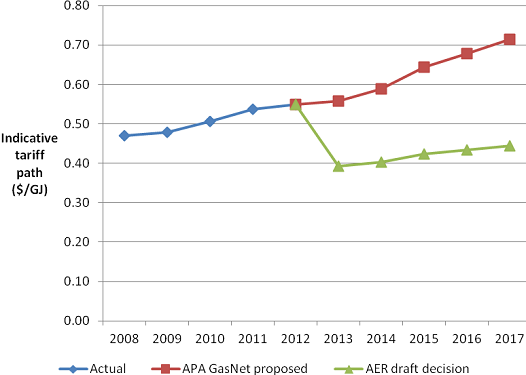 0.80
0.70
0.60
0.50
0.40
0.30
0.20
0.10
0.00
Indicative
tariff
path
($/GJ)
2008 2009 2010 2011 2012 2013 2014 2015 2016 2017
Actual APA GasNet proposed AER draft decision